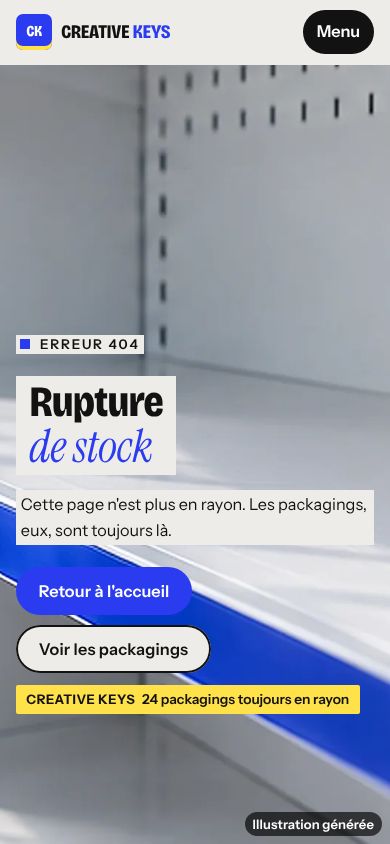 CK CREATIVE KEYS
Menu
ERREUR 404
Rupture
de stock
Cette page n'est plus en rayon. Les packagings,
eux, sont toujours là.
Retour à l'accueil
Voir les packagings
CREATIVE KEYS 24 packagings toujours en rayon
Illustration générée